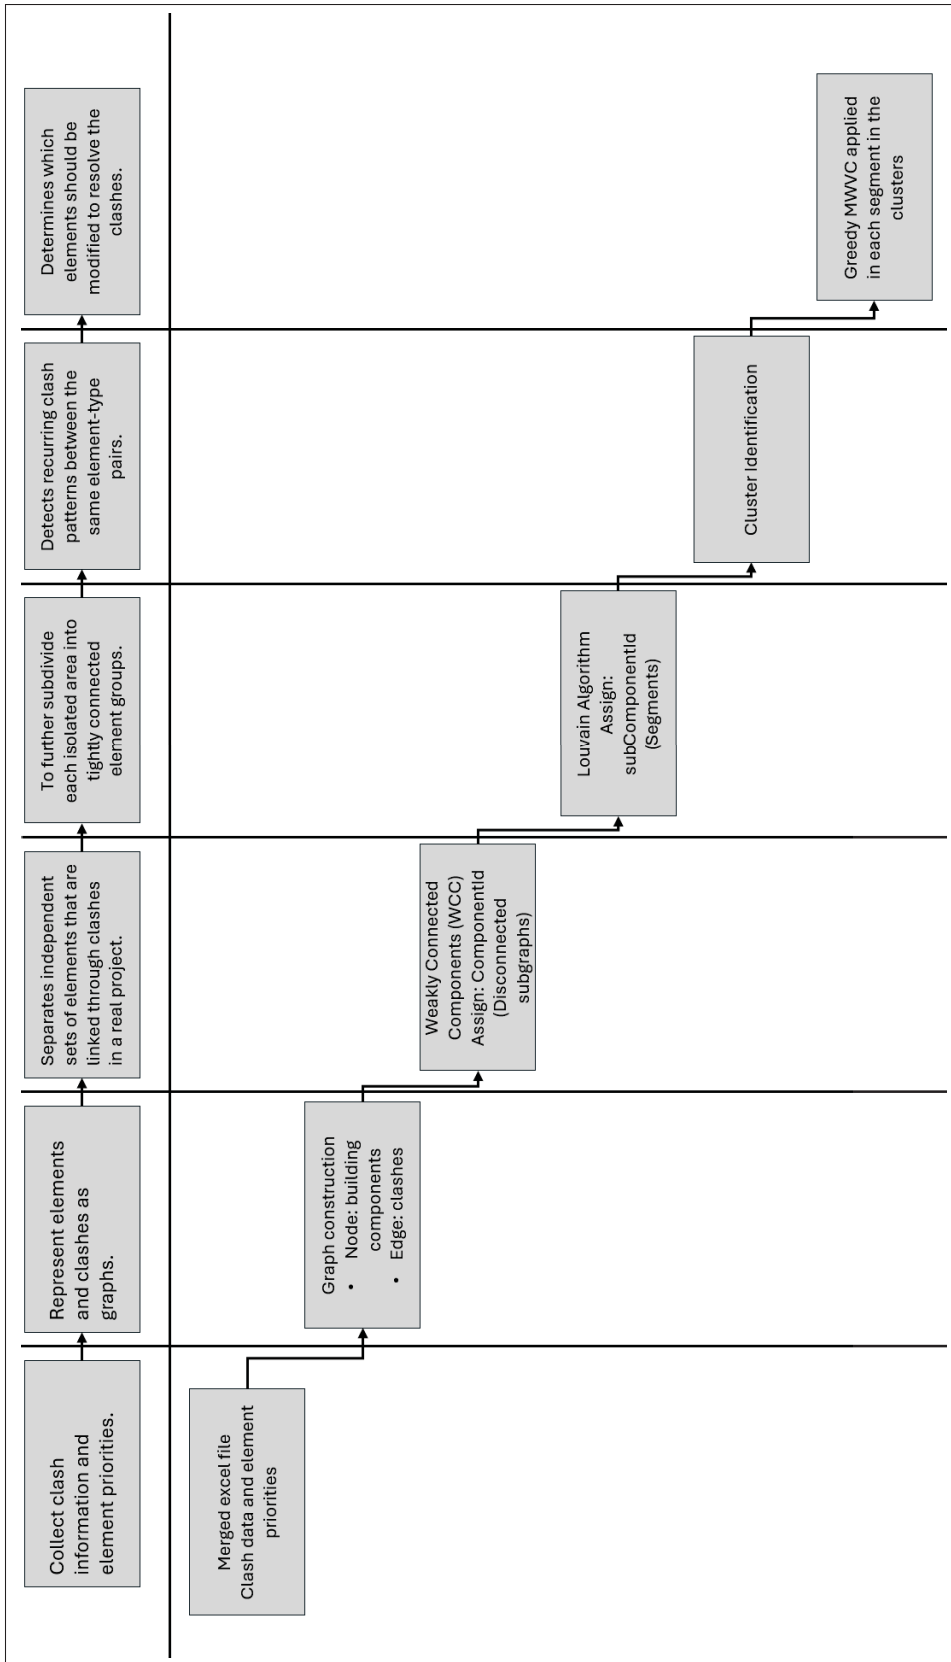 Collect clash
information and
element priorities.
Represent elements
and clashes as
graphs.
Separates independent
sets of elements that are
linked through clashes
in a real project.
To further subdivide
each isolated area into
tightly connected
element groups.
Detects recurring clash
patterns between the
same element-type
pairs.
Determines which
elements should be
modified to resolve the
clashes.
Merged excel file
Clash data and element
priorities
Graph construction
• Node: building
components
• Edge: clashes
Weakly Connected
Components (WCC)
Assign: ComponentId
(Disconnected
subgraphs)
Louvain Algorithm
Assign:
subComponentId
(Segments)
Cluster Identification
Greedy MWVC applied
in each segment in the
clusters